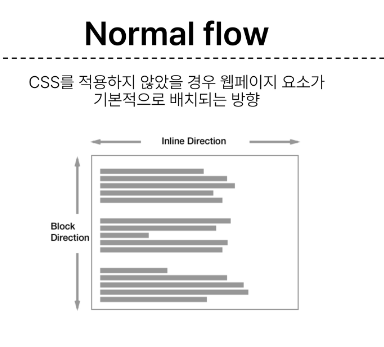 Normal flow
CSS를 적용하지 않았을 경우 웹페이지 요소가
기본적으로 배치되는 방향
Inline Direction
Block
Direction